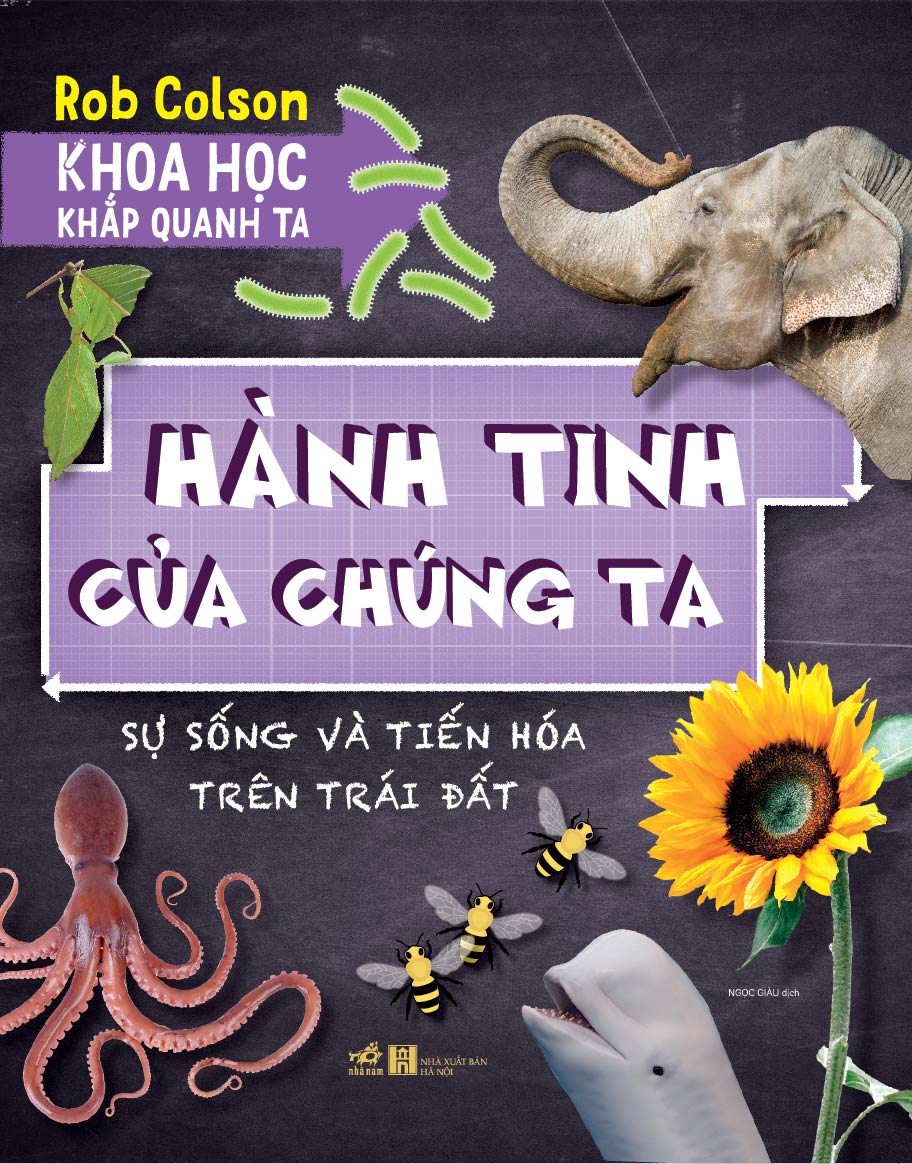 Rob Colson
KHOA HỌC
KHẮP QUANH TA
HÀNH TINH
CỦA CHÚNG TA
SỰ SỐNG VÀ TIẾN HÓA
TRÊN TRÁI ĐẤT
NGỌC GIÀU dịch
nhã nam
NHÀ XUẤT BẢN
HÀ NỘI